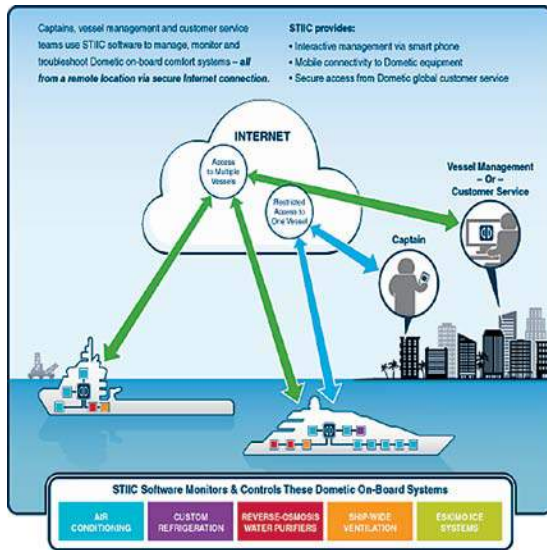 Captains, vessel management and customer service
teams use STIIC software to manage, monitor and
troubleshoot Dometic on-board comfort systems – all
from a remote location via secure Internet connection.
STIIC provides:
• Interactive management via smart phone
• Mobile connectivity to Dometic equipment
• Secure access from Dometic global customer service
INTERNET
Access
to Multiple
Vessels
Restricted
Access to
One Vessel
Vessel Management
– Or –
Customer Service
Captain
STIIC Software Monitors & Controls These Dometic On-Board Systems
AIR
CONDITIONING
CUSTOM
REFRIGERATION
REVERSE-OSMOSIS
WATER PURIFIERS
SHIP-WIDE
VENTILATION
ESKIMO ICE
SYSTEMS